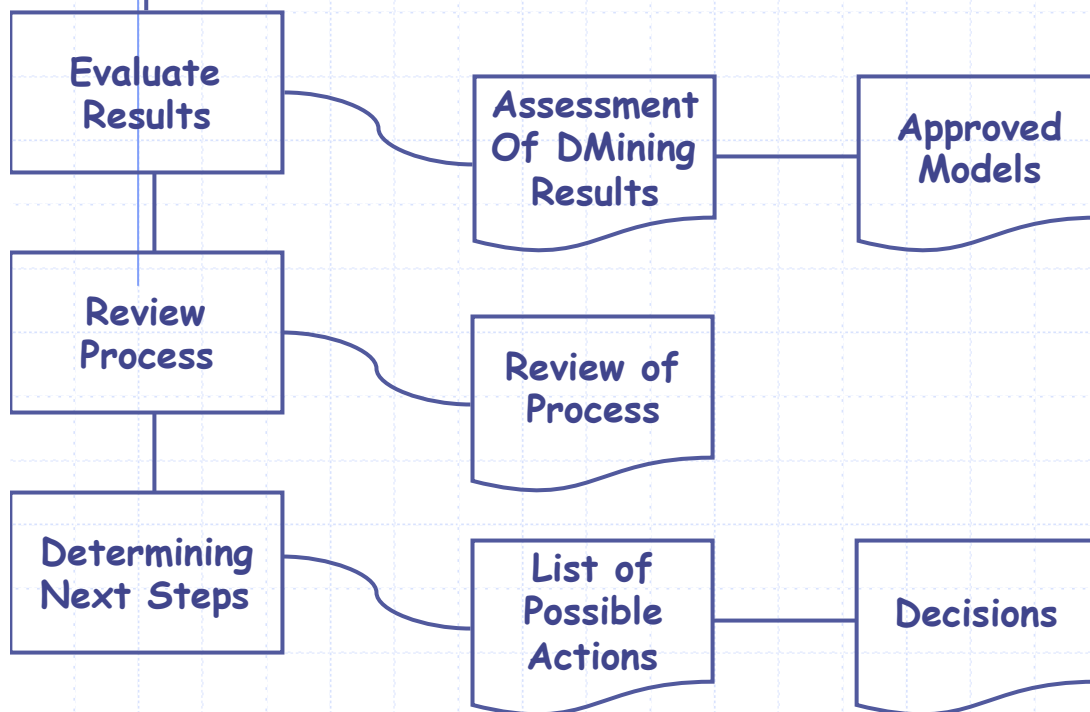 Evaluate
Results
Assessment
Of DMining
Results
Approved
Models
Review
Process
Review of
Process
Determining
Next Steps
List of
Possible
Actions
Decisions